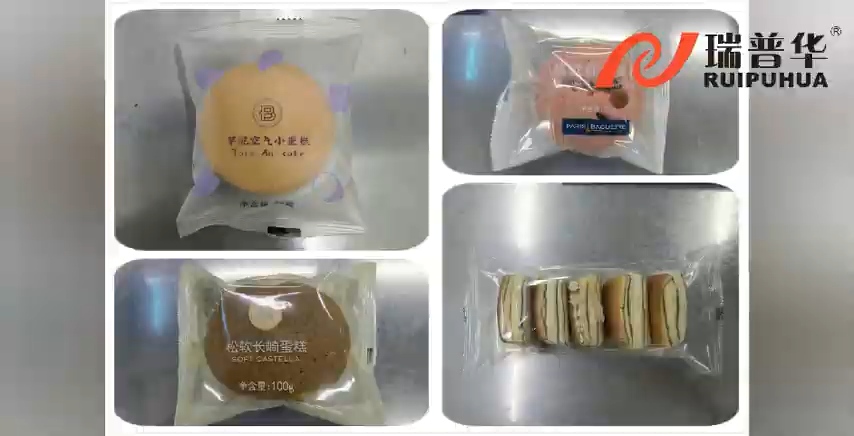 芋泥空气小蛋糕
Taro Air cake
PARIS BAGUETTE
瑞普华®
RUIPUHUA
松软长崎蛋糕
SOFT CASTELLA
净含量:100g